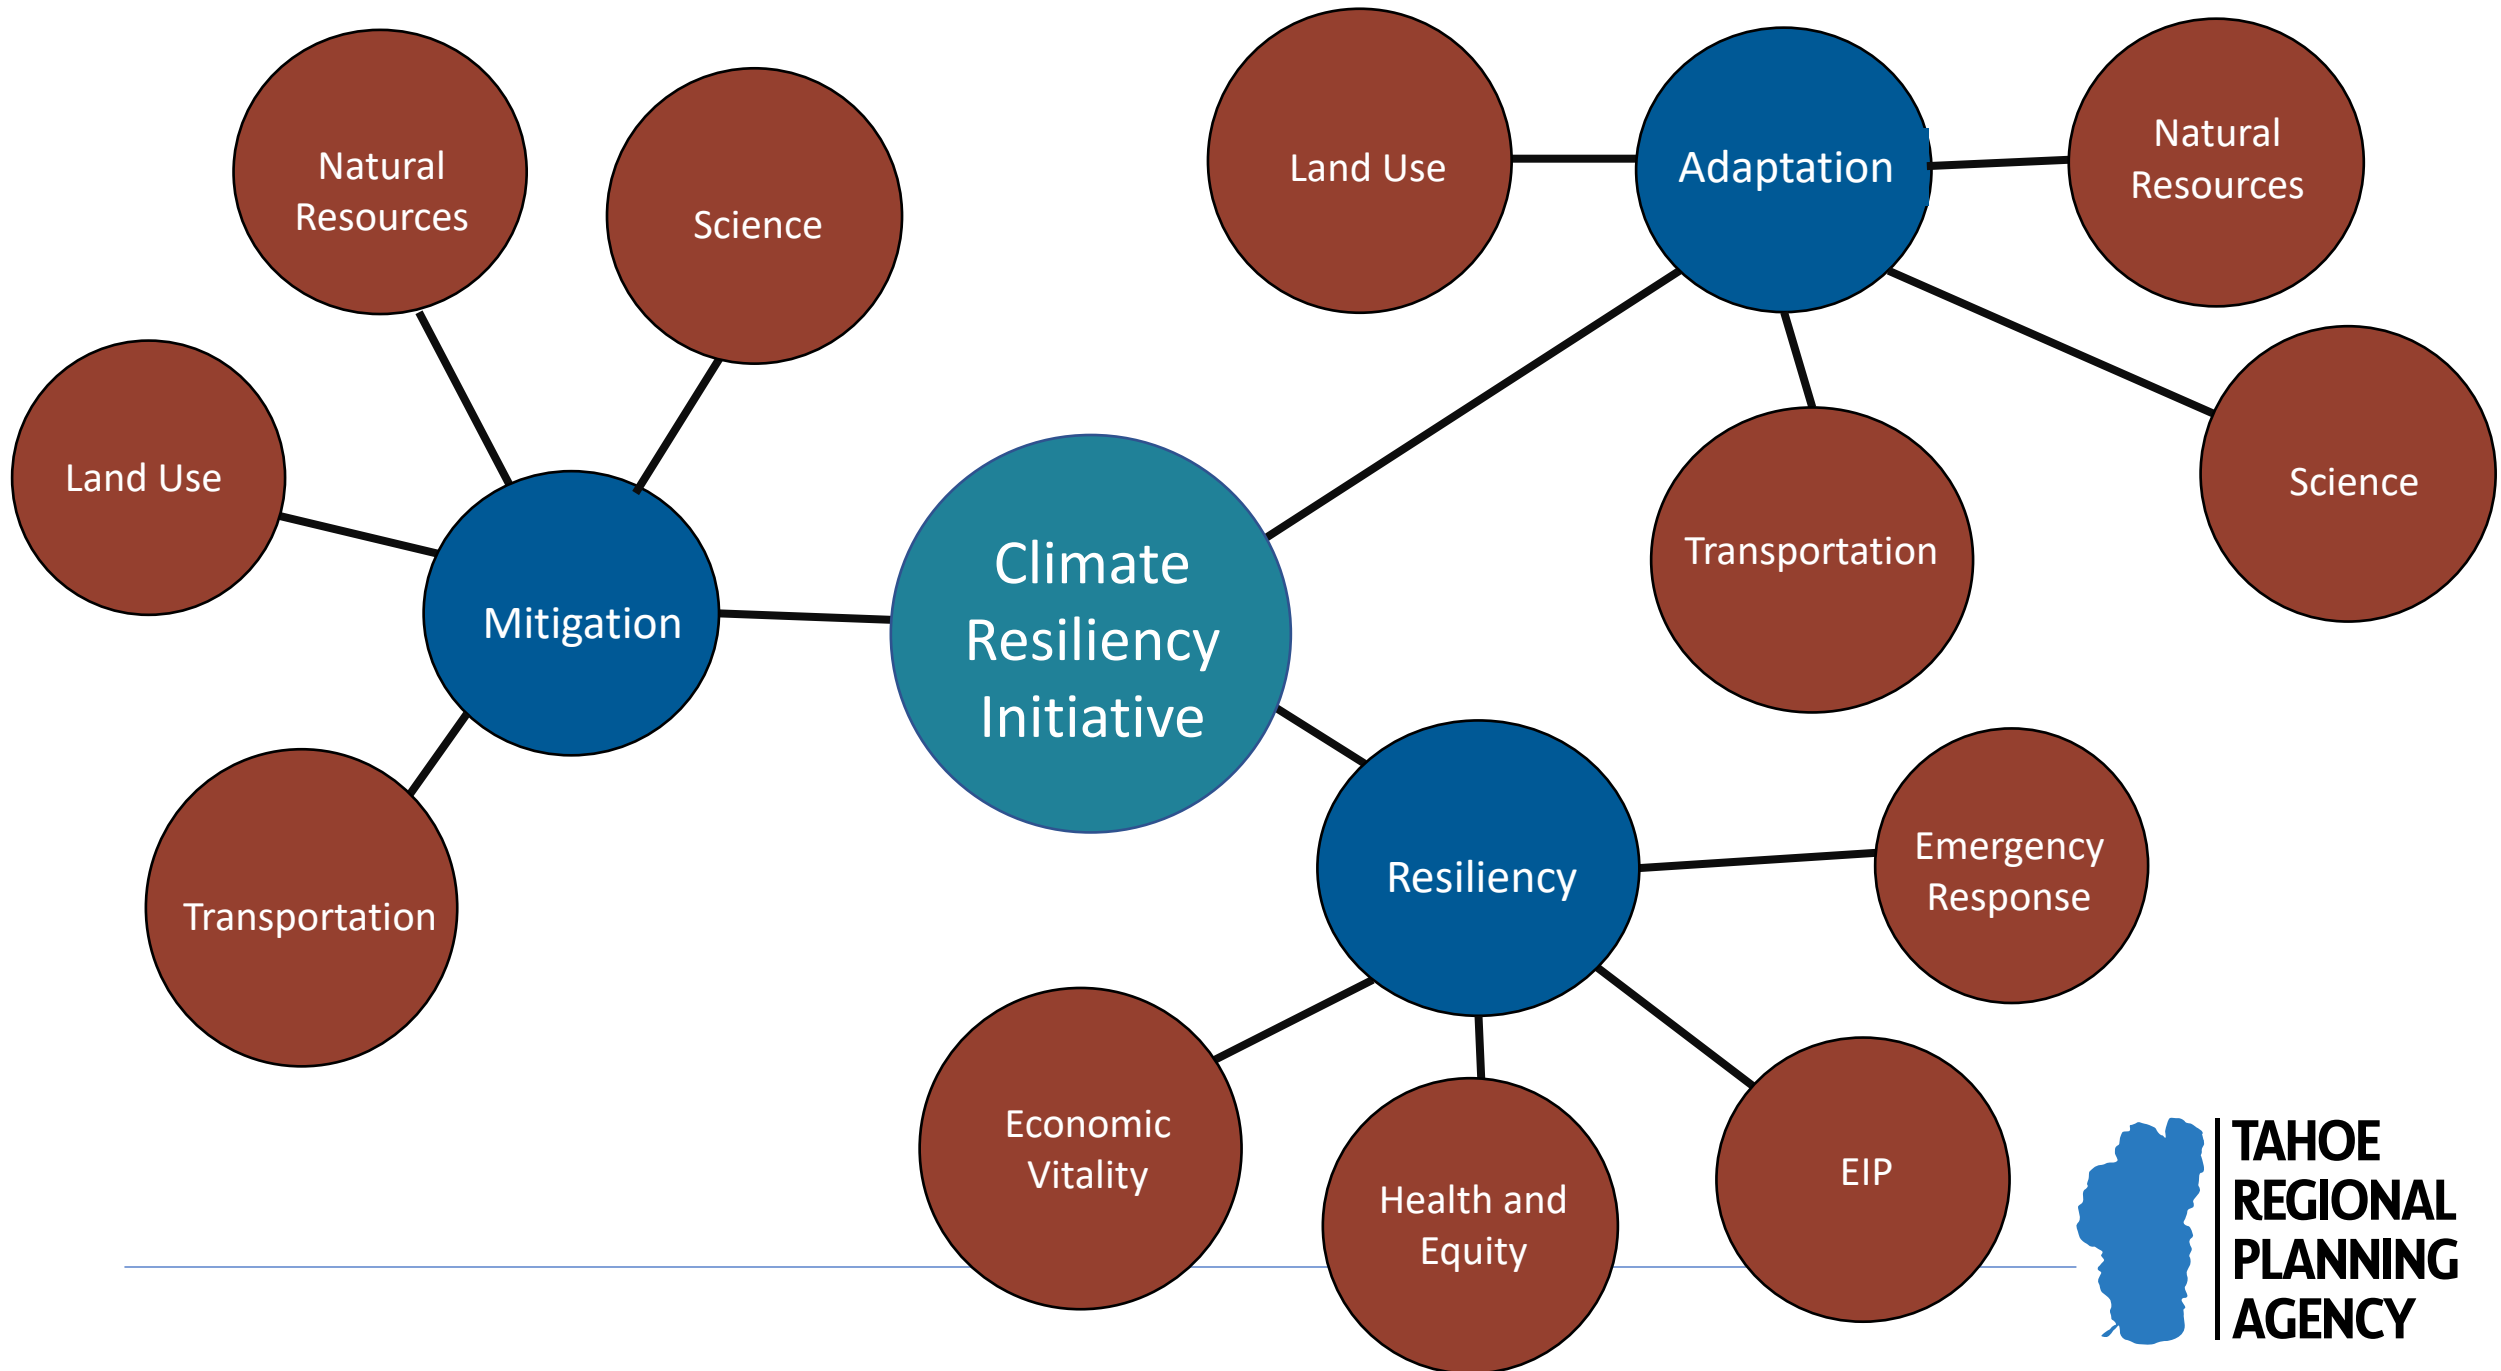 Natural
Resources
Science
Land Use
Mitigation
Transportation
Climate
Resiliency
Initiative
Land Use
Adaptation
Natural
Resources
Science
Transportation
Resiliency
Emergency
Response
Economic
Vitality
Health and
Equity
EIP
TAHOE
REGIONAL
PLANNING
AGENCY